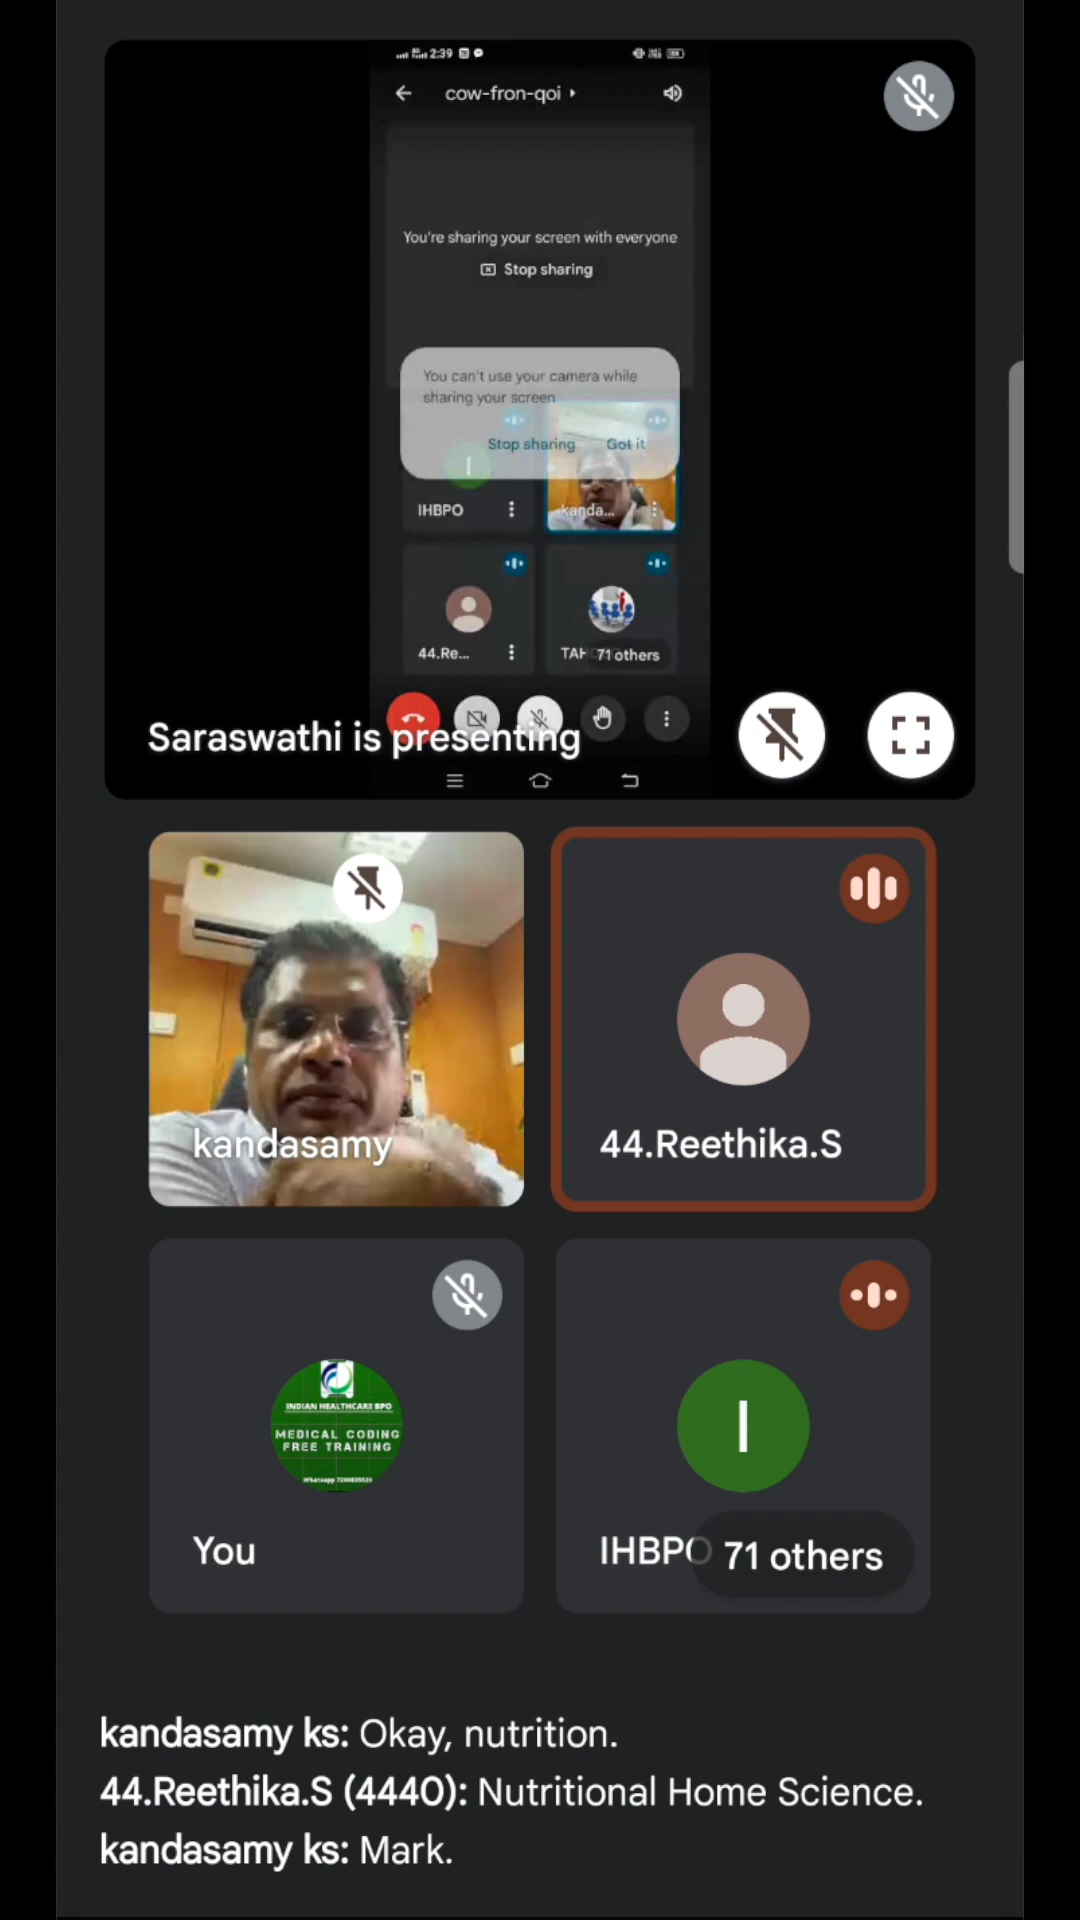 2:39
cow-fron-qoi
You're sharing your screen with everyone
Stop sharing
You can't use your camera while
sharing your screen
Stop sharing Got it
IHBPO
kanda...
44.Re...
71 others
Saraswathi is presenting
kandasamy
44.Reethika.S
INDIAN HEALTHCARE BPO
MEDICAL CODING
FREE TRAINING
You
IHBPO
71 others
kandasamy ks: Okay, nutrition.
44.Reethika.S (4440): Nutritional Home Science.
kandasamy ks: Mark.